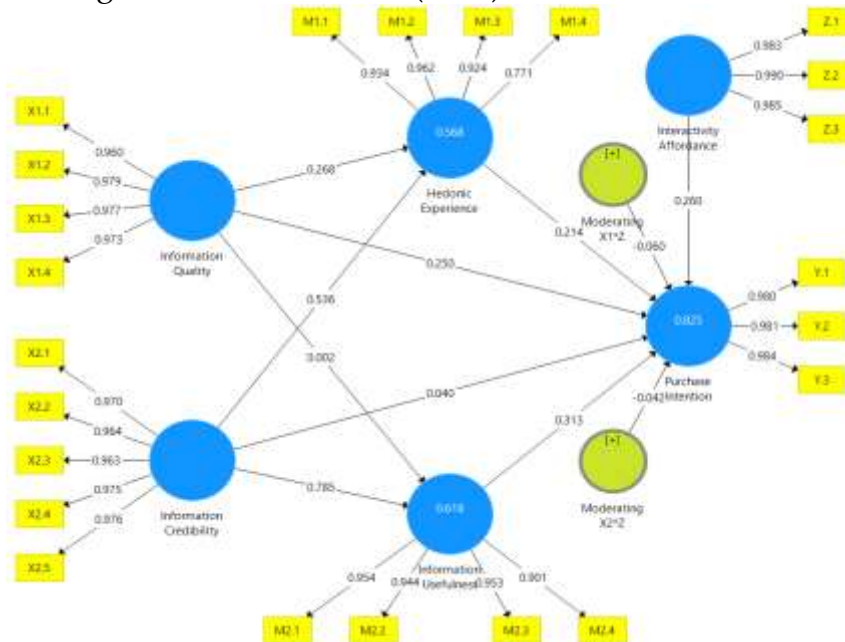 M1.1
M1.2
M1.3
M1.4
0.934
0.962
0.924
0.771
Z.1
Z.2
Z.3
0.983
0.990
0.985
X1.1
X1.2
X1.3
X1.4
0.960
0.979
0.977
0.973
Information
Quality
0.568
Hedonic
Experience
Interactivity
Affordance
[+]
Moderating
X1*Z
0.268
0.214
-0.060
0.260
0.250
0.536
0.002
0.040
0.785
0.313
-0.042
0.825
Purchase
Intention
0.980
0.981
0.984
Y.1
Y.2
Y.3
X2.1
X2.2
X2.3
X2.4
X2.5
0.970
0.964
0.963
0.975
0.976
Information
Credibility
Information
Usefulness
[+]
Moderating
X2*Z
0.954
0.944
0.953
0.901
M2.1
M2.2
M2.3
M2.4